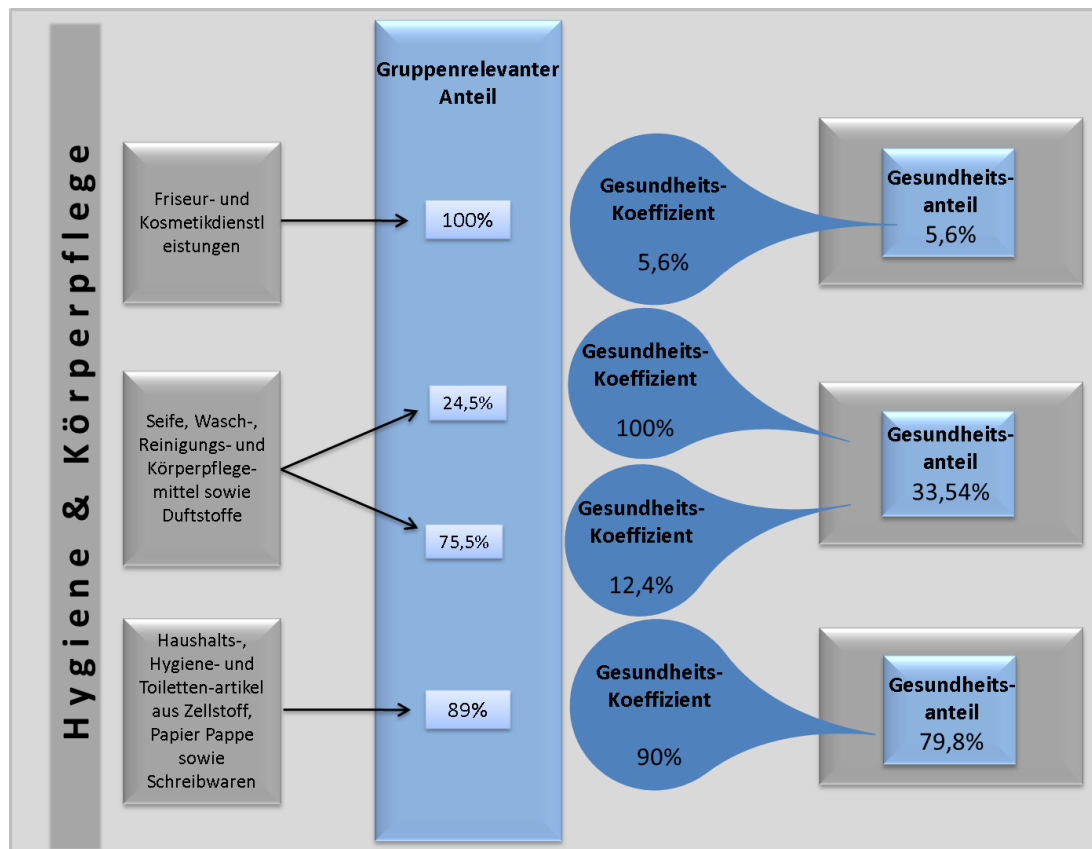 Hygiene & Körperpflege
Gruppenrelevanter
Anteil
Friseur- und
Kosmetikdienstl
eistungen
100%
Gesundheits-
Koeffizient
5,6%
Gesundheits-
anteil
5,6%
Seife, Wasch-,
Reinigungs- und
Körperpflege-
mittel sowie
Duftstoffe
24,5%
75,5%
Gesundheits-
Koeffizient
100%
Gesundheits-
Koeffizient
12,4%
Gesundheits-
anteil
33,54%
Haushalts-,
Hygiene- und
Toiletten-artikel
aus Zellstoff,
Papier Pappe
sowie
Schreibwaren
89%
Gesundheits-
Koeffizient
90%
Gesundheits-
anteil
79,8%